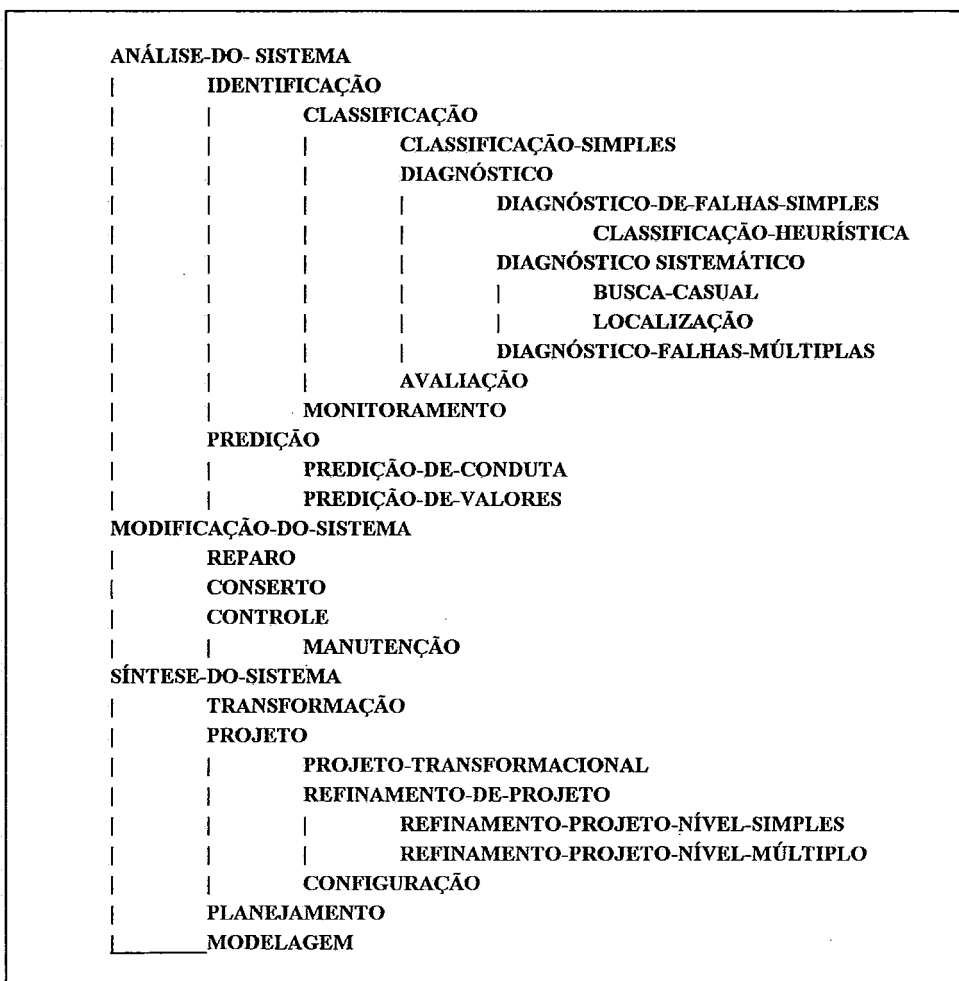 ANÁLISE-DO- SISTEMA
IDENTIFICAÇÃO
CLASSIFICAÇÃO
CLASSIFICAÇÃO-SIMPLES
DIAGNÓSTICO
DIAGNÓSTICO-DE-FALHAS-SIMPLES
CLASSIFICAÇÃO-HEURÍSTICA
DIAGNÓSTICO SISTEMÁTICO
BUSCA-CASUAL
LOCALIZAÇÃO
DIAGNÓSTICO-FALHAS-MÚLTIPLAS
AVALIAÇÃO
MONITORAMENTO
PREDIÇÃO
PREDIÇÃO-DE-CONDUTA
PREDIÇÃO-DE-VALORES
MODIFICAÇÃO-DO-SISTEMA
REPARO
CONSERTO
CONTROLE
MANUTENÇÃO
SÍNTESE-DO-SISTEMA
TRANSFORMAÇÃO
PROJETO
PROJETO-TRANSFORMACIONAL
REFINAMENTO-DE-PROJETO
REFINAMENTO-PROJETO-NÍVEL-SIMPLES
REFINAMENTO-PROJETO-NÍVEL-MÚLTIPLO
CONFIGURAÇÃO
PLANEJAMENTO
MODELAGEM